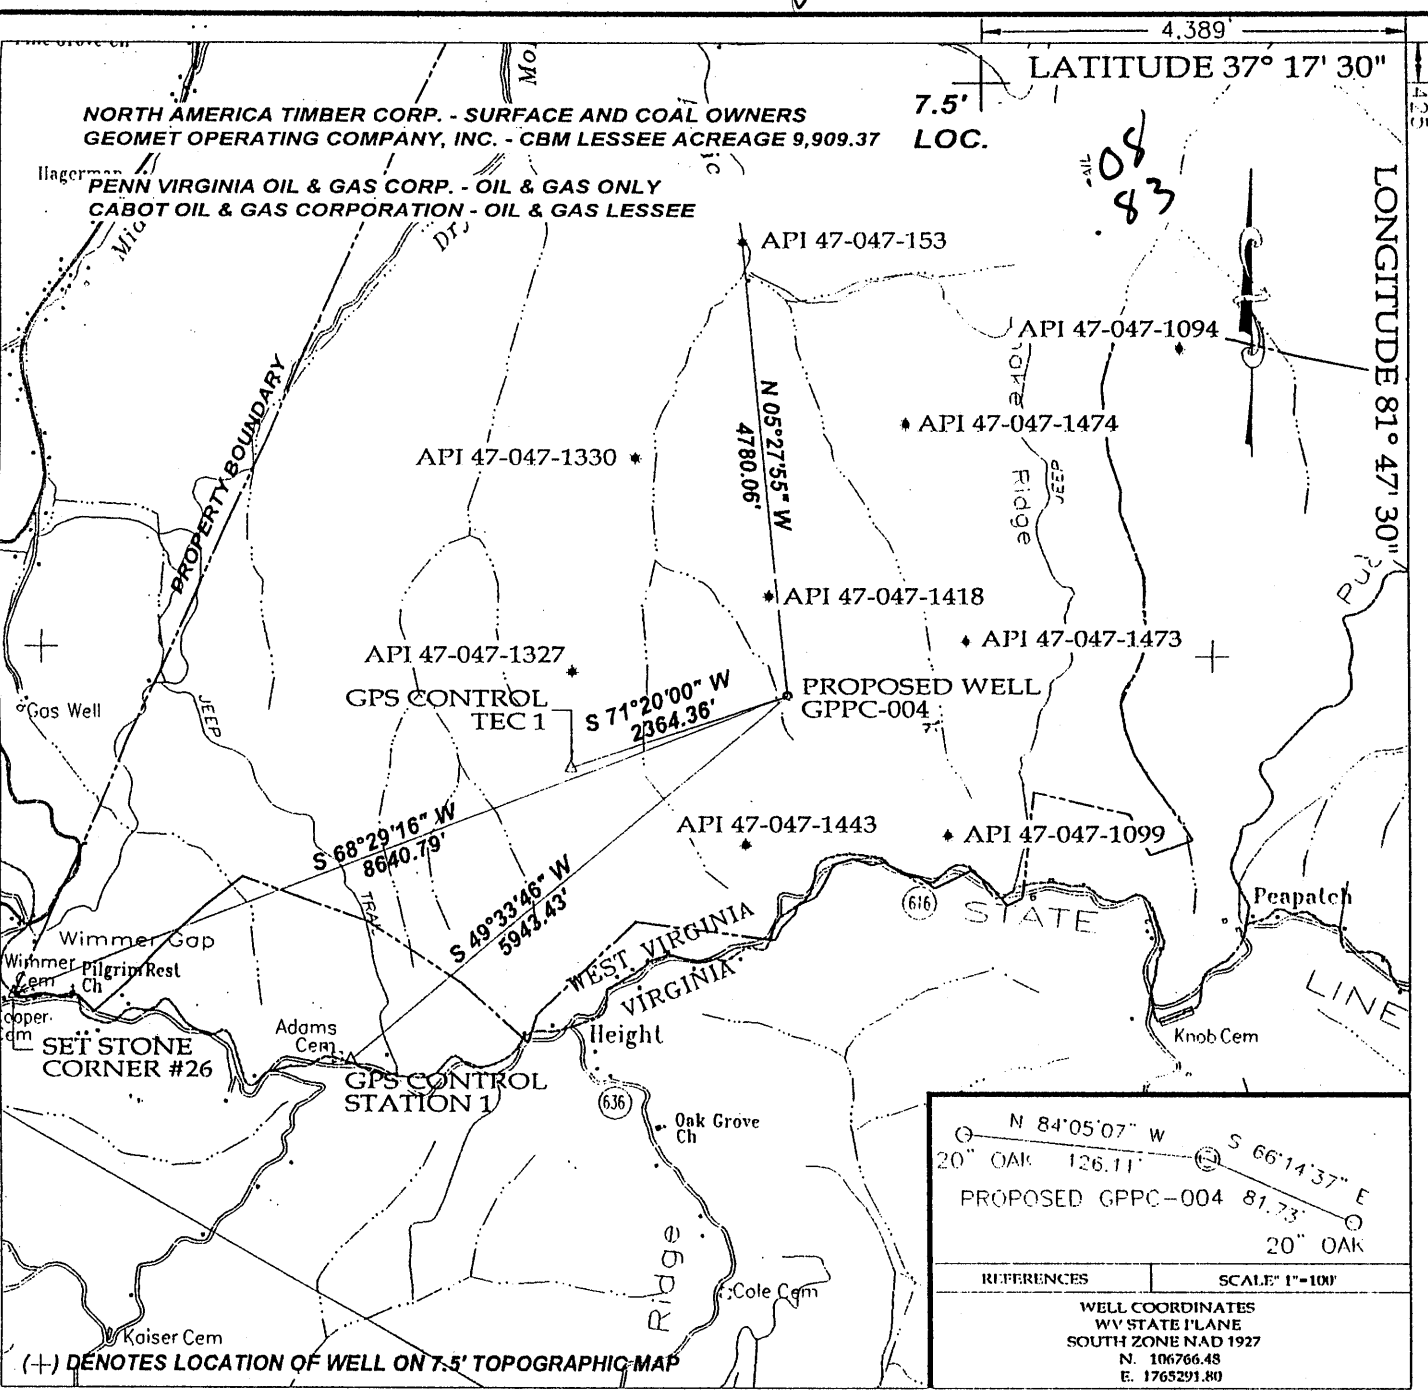 4,389'
LATITUDE 37° 17' 30"
LONGITUDE 81° 47' 30"
7.5'
LOC.
NORTH AMERICA TIMBER CORP. - SURFACE AND COAL OWNERS
GEOMET OPERATING COMPANY, INC. - CBM LESSEE ACREAGE 9,909.37
PENN VIRGINIA OIL & GAS CORP. - OIL & GAS ONLY
CABOT OIL & GAS CORPORATION - OIL & GAS LESSEE
08
83
API 47-047-153
API 47-047-1094
API 47-047-1474
API 47-047-1330
N 05°27'55" W
4780.06'
Ridge
JEEP
PROPERTY BOUNDARY
API 47-047-1418
API 47-047-1473
API 47-047-1327
GPS CONTROL
TEC 1
S 71°20'00" W
2364.36'
PROPOSED WELL
GPPC-004
Gas Well
JEEP
S 68°29'16" W
8640.79'
API 47-047-1443
API 47-047-1099
S 49°33'46" W
5943.43'
TRAIL
616
STATE
LINE
Peapatch
WEST VIRGINIA
VIRGINIA
Wimmer Gap
Wimmer
Cem
Pilgrim Rest
Ch
SET STONE
CORNER #26
Adams
Cem
GPS CONTROL
STATION 1
Height
Knob Cem
636
Oak Grove
Ch
Ridge
Cole Cem
Kaiser Cem
(+) DENOTES LOCATION OF WELL ON 7.5' TOPOGRAPHIC MAP
N 84°05'07" W
126.11'
20" OAK
S 66°14'37" E
81.73'
PROPOSED GPPC-004
20" OAK
REFERENCES
SCALE" 1"=100'
WELL COORDINATES
WV STATE PLANE
SOUTH ZONE NAD 1927
N. 106766.48
E. 1765291.80